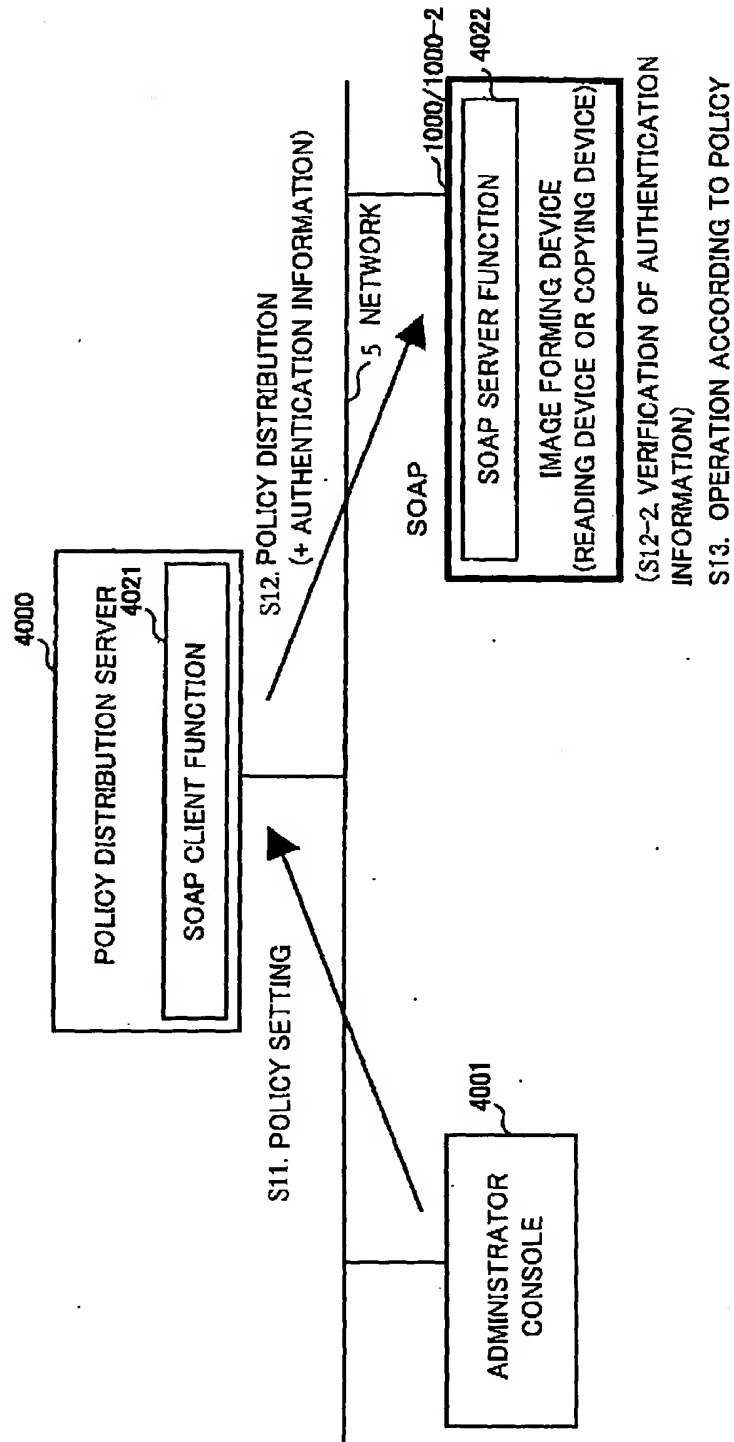 4000
POLICY DISTRIBUTION SERVER
4021
SOAP CLIENT FUNCTION
S11. POLICY SETTING
S12. POLICY DISTRIBUTION
(+ AUTHENTICATION INFORMATION)
5 NETWORK
SOAP
4001
ADMINISTRATOR
CONSOLE
1000/1000-2
4022
SOAP SERVER FUNCTION
IMAGE FORMING DEVICE
(READING DEVICE OR COPYING DEVICE)
(S12-2. VERIFICATION OF AUTHENTICATION
INFORMATION)
S13. OPERATION ACCORDING TO POLICY